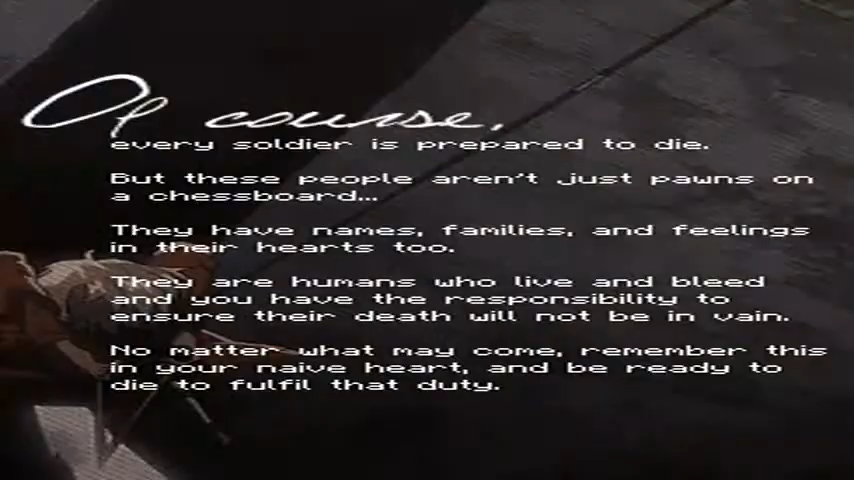 Of course,
every soldier is prepared to die.
But these people aren't just pawns on
a chessboard...
They have names, families, and feelings
in their hearts too.
They are humans who live and bleed
and you have the responsibility to
ensure their death will not be in vain.
No matter what may come, remember this
in your naive heart, and be ready to
die to fulfil that duty.